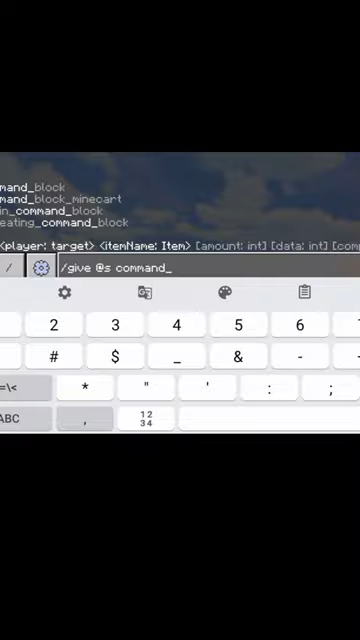 mand_block
mand_block_minecart
in_command_block
eating_command_block
<player: target> <itemName: Item> [amount: int] [data: int] [com
/ /give @s command_
2 3 4 5 6
# $ _ & -
=\< * " ' : ;
ABC , 12 34